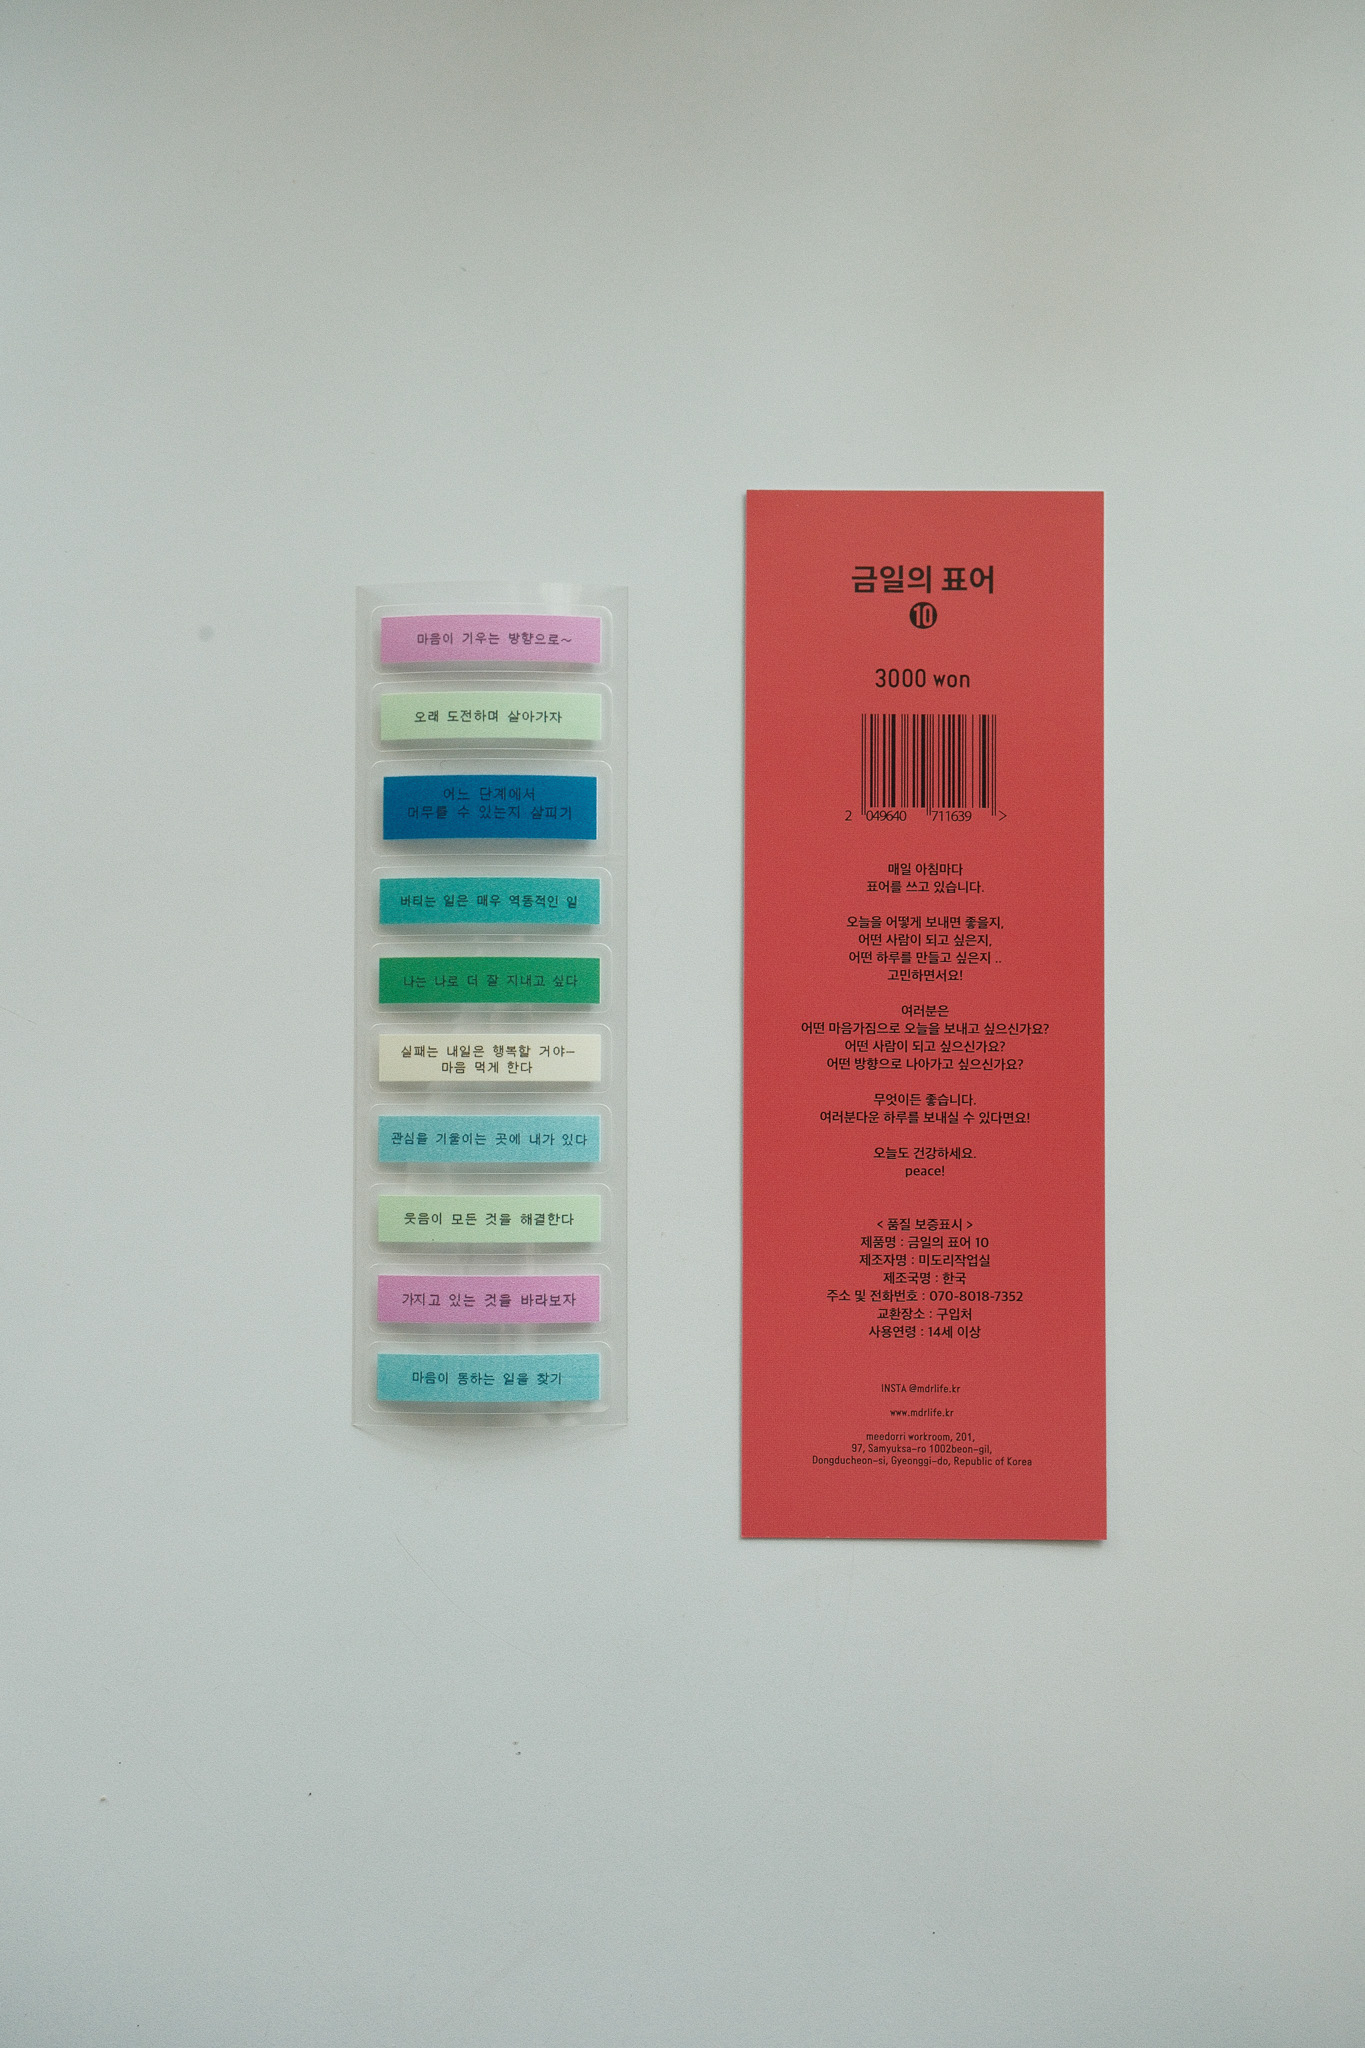 마음이 기우는 방향으로~
오래 도전하며 살아가자
어느 단계에서
머무를 수 있는지 살피기
버티는 일은 매우 역동적인 일
나는 나로 더 잘 지내고 싶다
실패는 내일은 행복할 거야-
마음 먹게 한다
관심을 기울이는 곳에 내가 있다
웃음이 모든 것을 해결한다
가지고 있는 것을 바라보자
마음이 통하는 일을 찾기
금일의 표어
10
3000 won
2 049640 711639 >
매일 아침마다
표어를 쓰고 있습니다.
오늘을 어떻게 보내면 좋을지,
어떤 사람이 되고 싶은지,
어떤 하루를 만들고 싶은지 ..
고민하면서요!
여러분은
어떤 마음가짐으로 오늘을 보내고 싶으신가요?
어떤 사람이 되고 싶으신가요?
어떤 방향으로 나아가고 싶으신가요?
무엇이든 좋습니다.
여러분다운 하루를 보내실 수 있다면요!
오늘도 건강하세요.
peace!
< 품질 보증표시 >
제품명 : 금일의 표어 10
제조자명 : 미도리작업실
제조국명 : 한국
주소 및 전화번호 : 070-8018-7352
교환장소 : 구입처
사용연령 : 14세 이상
INSTA @mdrlife.kr
www.mdrlife.kr
meedorri workroom, 201,
97, Samyuksa-ro 1002beon-gil,
Dongducheon-si, Gyeonggi-do, Republic of Korea